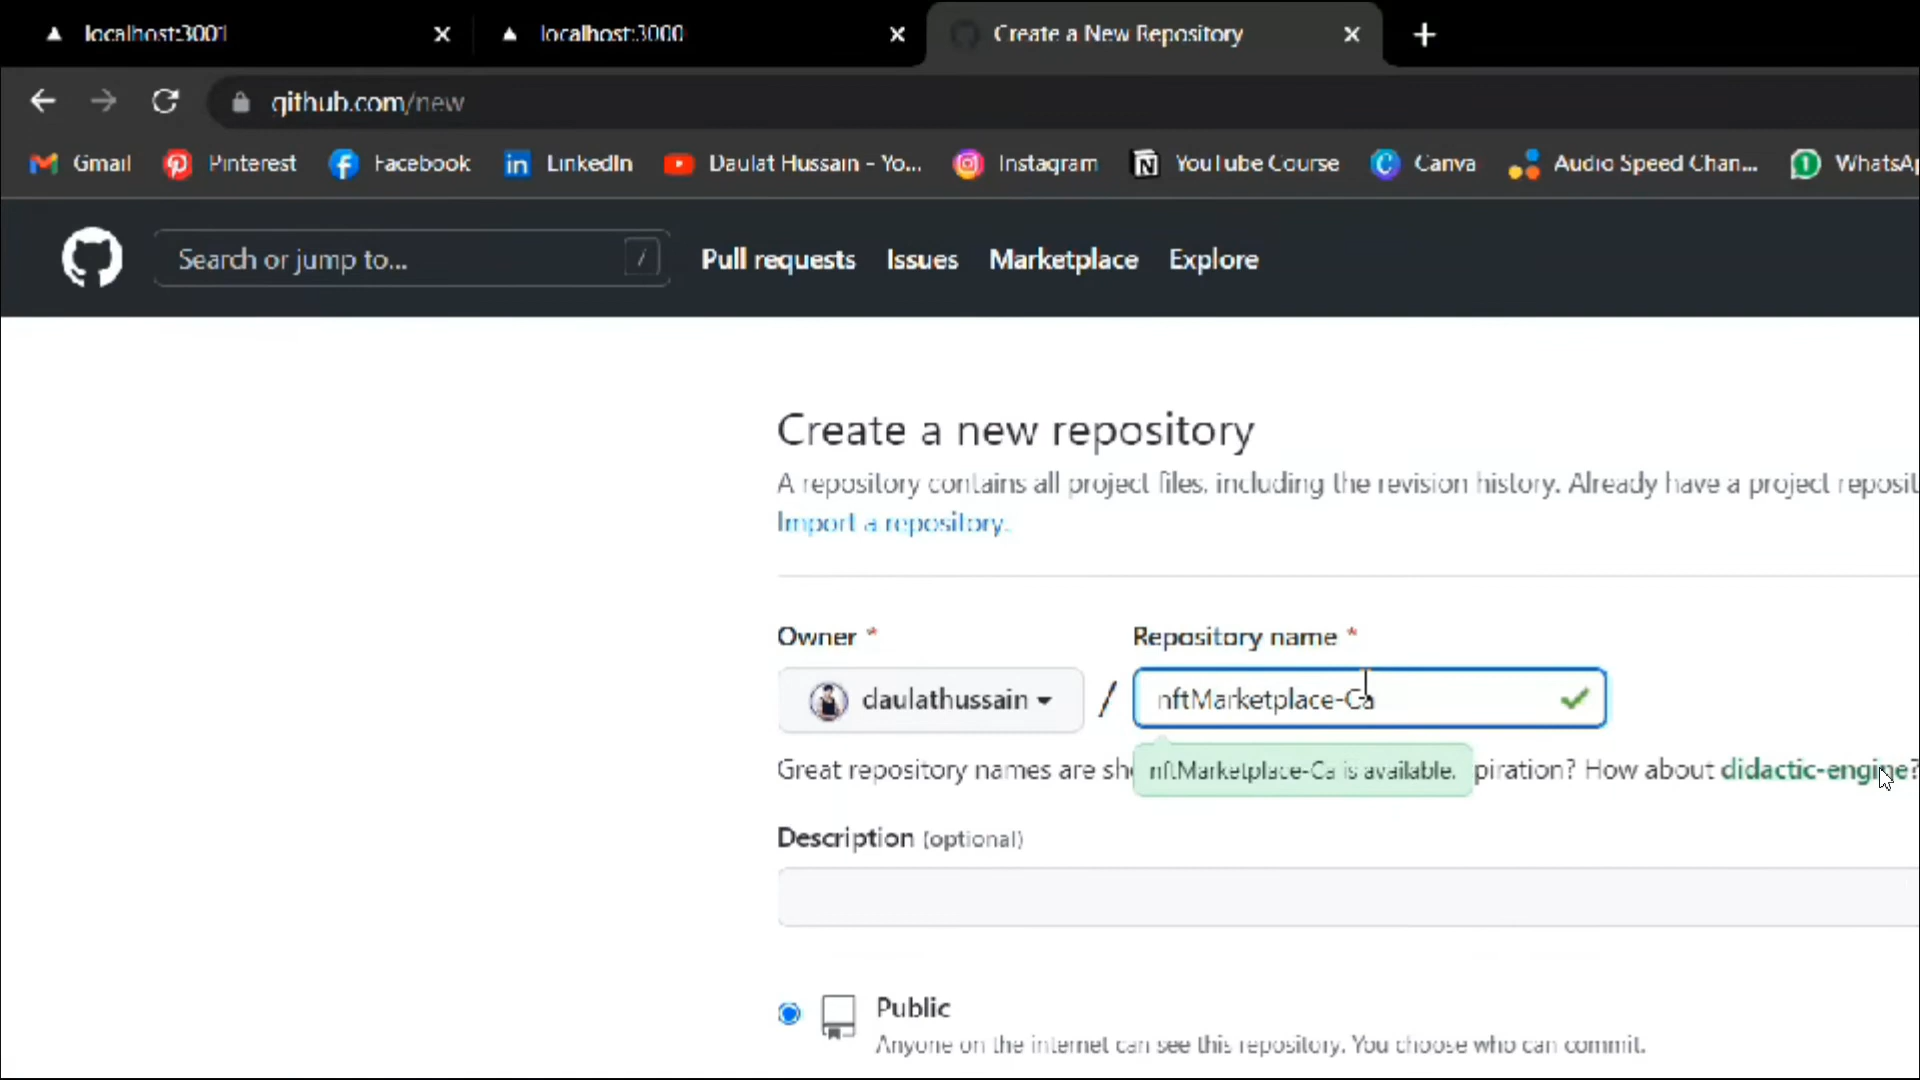 localhost:3001
localhost:3000
Create a New Repository
github.com/new
Gmail
Pinterest
Facebook
LinkedIn
Daulat Hussain - Yo...
Instagram
YouTube Course
Canva
Audio Speed Chan...
WhatsAp
Search or jump to...
/
Pull requests
Issues
Marketplace
Explore
Create a new repository
A repository contains all project files, including the revision history. Already have a project reposit
Import a repository.
Owner *
Repository name *
daulathussain
/
nftMarketplace-Ca
Great repository names are sh
nftMarketplace-Ca is available.
piration? How about didactic-engine?
Description (optional)
Public
Anyone on the internet can see this repository. You choose who can commit.